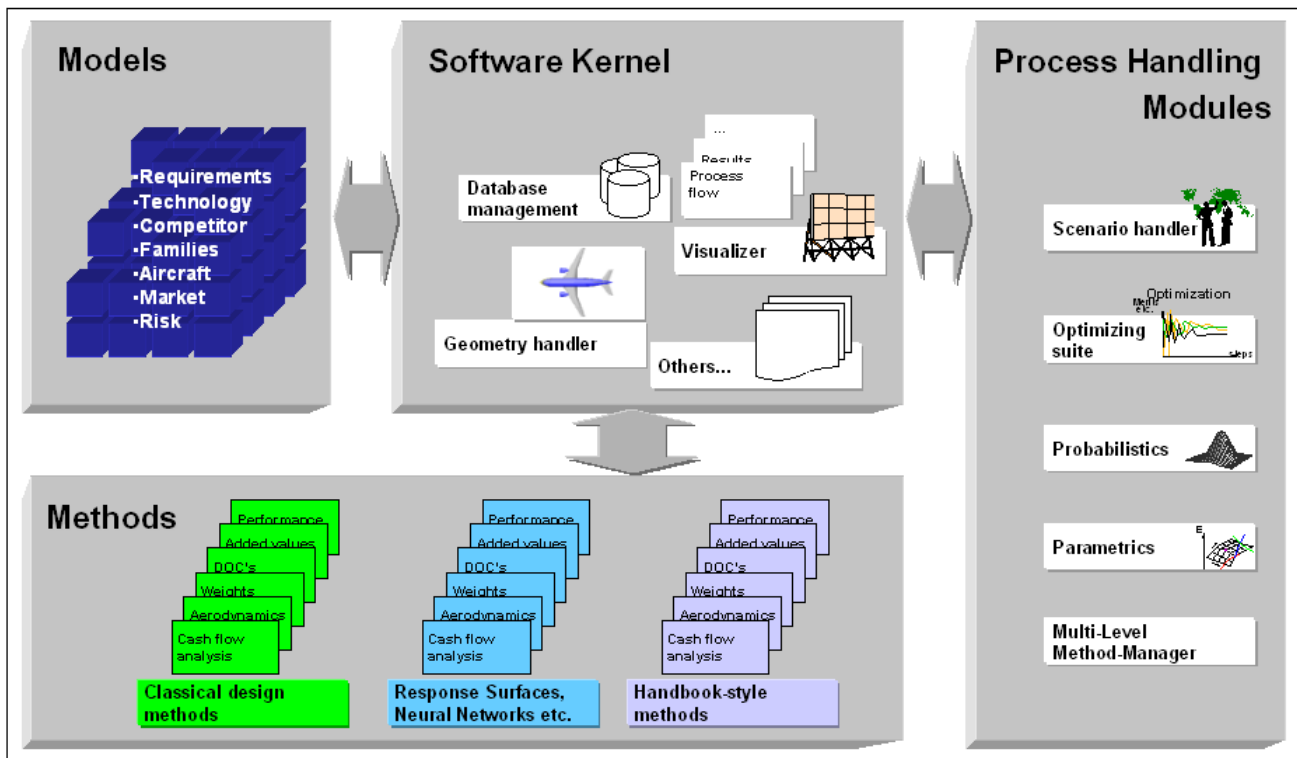 Models
▪Requirements
▪Technology
▪Competitor
▪Families
▪Aircraft
▪Market
▪Risk
Software Kernel
...
Results
Process
flow
Database
management
Visualizer
Geometry handler
Others...
Process Handling
Modules
Scenario handler
Optimization
Merits
etc.
steps
Optimizing
suite
Probabilistics
E
Parametrics
Multi-Level
Method-Manager
Methods
Performance
Added values
DOC's
Weights
Aerodynamics
Cash flow
analysis
Classical design
methods
Performance
Added values
DOC's
Weights
Aerodynamics
Cash flow
analysis
Response Surfaces,
Neural Networks etc.
Performance
Added values
DOC's
Weights
Aerodynamics
Cash flow
analysis
Handbook-style
methods